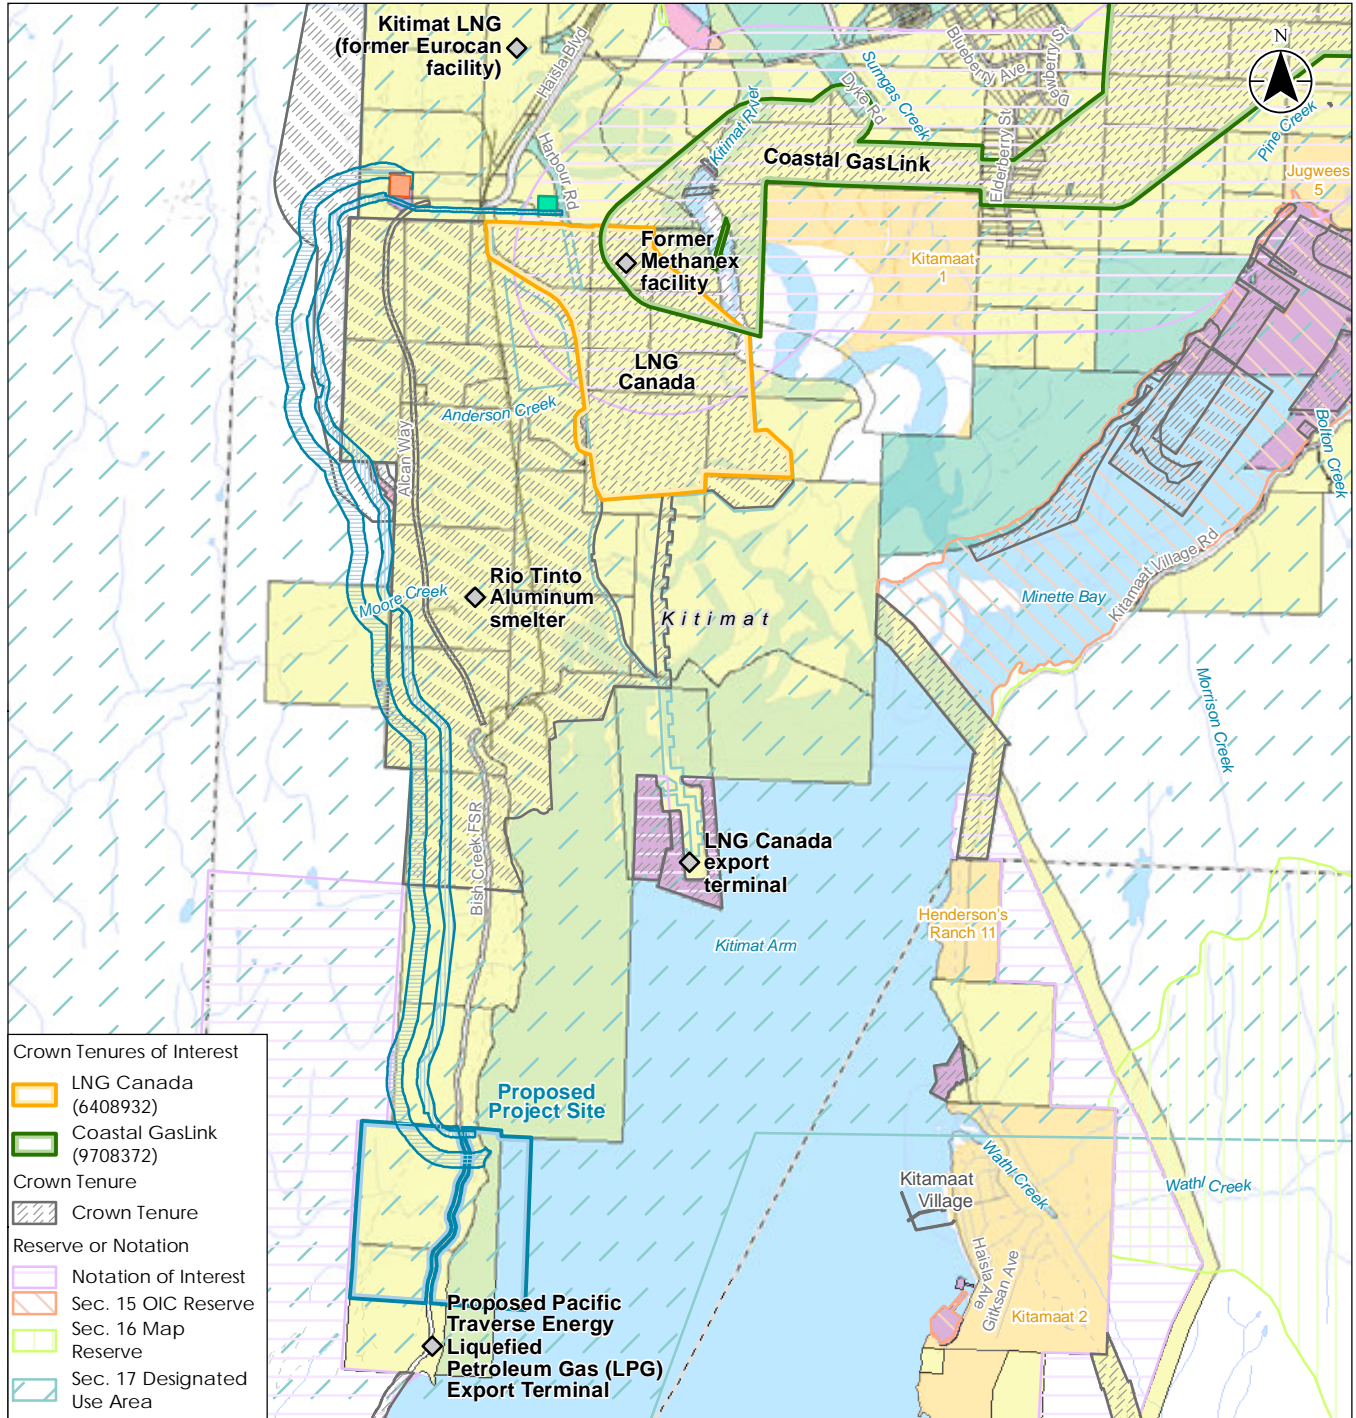 Kitimat LNG
(former Eurocan
facility)
Haisla Blvd
Harbour Rd
Kitimat River
Dyke Rd
Sumgas Creek
Blueberry Ave
Dewberry St
Elderberry St
N
Pine Creek
Jugwees
5
Coastal GasLink
Former
Methanex
facility
Kitamaat
1
LNG
Canada
Anderson Creek
Alcan Way
Bolton Creek
Kitamaat Village Rd
Minette Bay
Moore Creek
Rio Tinto
Aluminum
smelter
Kitimat
Morrison Creek
Bish Creek FSR
LNG Canada
export
terminal
Kitimat Arm
Henderson's
Ranch 11
Proposed
Project Site
Kitamaat
Village
Wathl Creek
Wathl Creek
Haisla Ave
Gitksan Ave
Kitamaat 2
Proposed Pacific
Traverse Energy
Liquefied
Petroleum Gas (LPG)
Export Terminal
Crown Tenures of Interest
LNG Canada
(6408932)
Coastal GasLink
(9708372)
Crown Tenure
Crown Tenure
Reserve or Notation
Notation of Interest
Sec. 15 OIC Reserve
Sec. 16 Map
Reserve
Sec. 17 Designated
Use Area